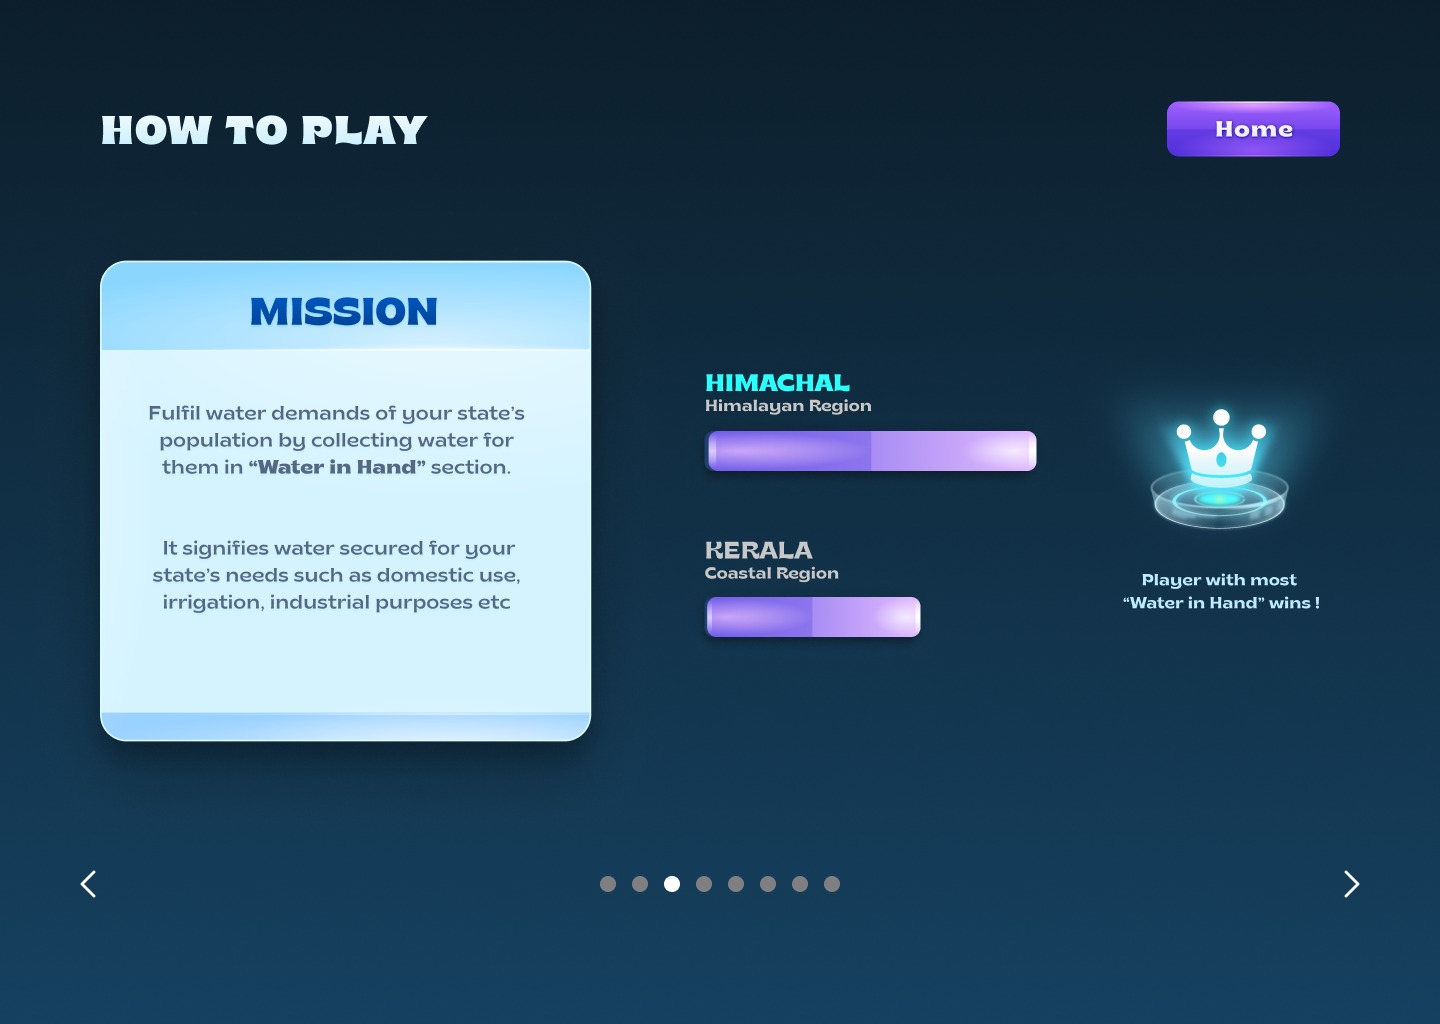 HOW TO PLAY
Home
MISSION
Fulfil water demands of your state’s
population by collecting water for
them in “Water in Hand” section.
It signifies water secured for your
state’s needs such as domestic use,
irrigation, industrial purposes etc
HIMACHAL
Himalayan Region
KERALA
Coastal Region
Player with most
“Water in Hand” wins !